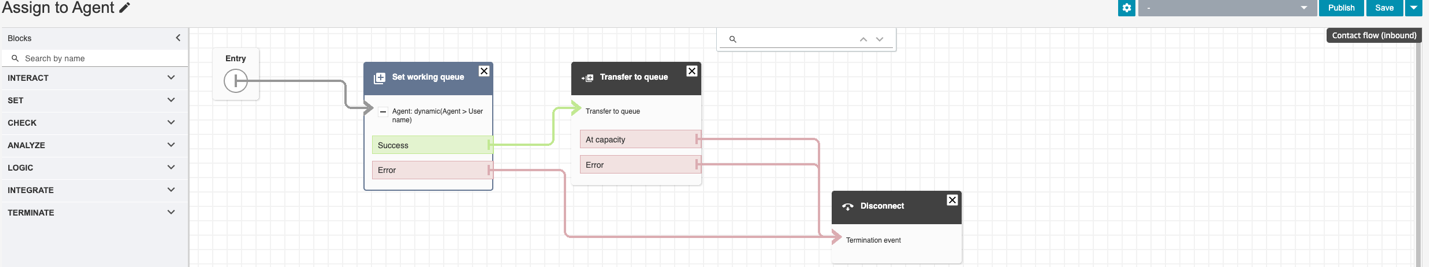 Assign to Agent
-
Publish
Save
Blocks
Contact flow (Inbound)
Search by name
INTERACT
SET
CHECK
ANALYZE
LOGIC
INTEGRATE
TERMINATE
Entry
Set working queue
Agent: dynamic(Agent > User
name)
Success
Error
Transfer to queue
Transfer to queue
At capacity
Error
Disconnect
Termination event